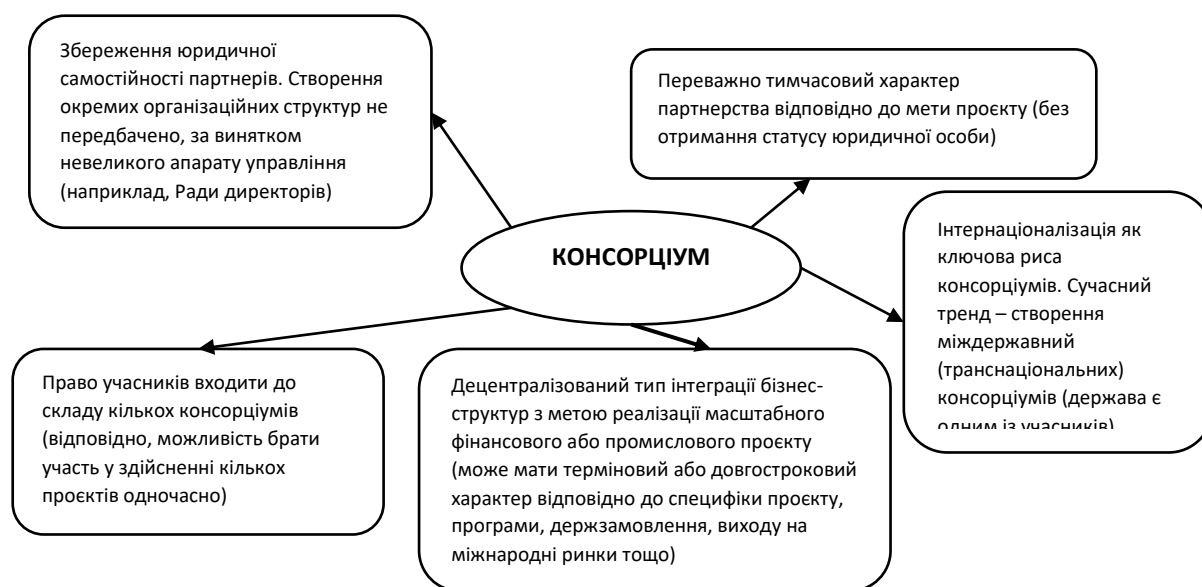 Збереження юридичної
самостійності партнерів. Створення
окремих організаційних структур не
передбачено, за винятком
невеликого апарату управління
(наприклад, Ради директорів)
Переважно тимчасовий характер
партнерства відповідно до мети проєкту (без
отримання статусу юридичної особи)
КОНСОРЦІУМ
Інтернаціоналізація як
ключова риса
консорціумів. Сучасний
тренд – створення
міждержавний
(транснаціональних)
консорціумів (держава є
одним із учасників)
Право учасників входити до
складу кількох консорціумів
(відповідно, можливість брати
участь у здійсненні кількох
проєктів одночасно)
Децентралізований тип інтеграції бізнес-
структур з метою реалізації масштабного
фінансового або промислового проєкту
(може мати терміновий або довгостроковий
характер відповідно до специфіки проєкту,
програми, держзамовлення, виходу на
міжнародні ринки тощо)